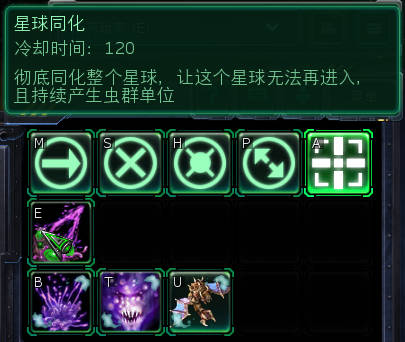 星球同化
冷却时间: 120
彻底同化整个星球, 让这个星球无法再进入,
且持续产生虫群单位
M S H P A
E
B T U